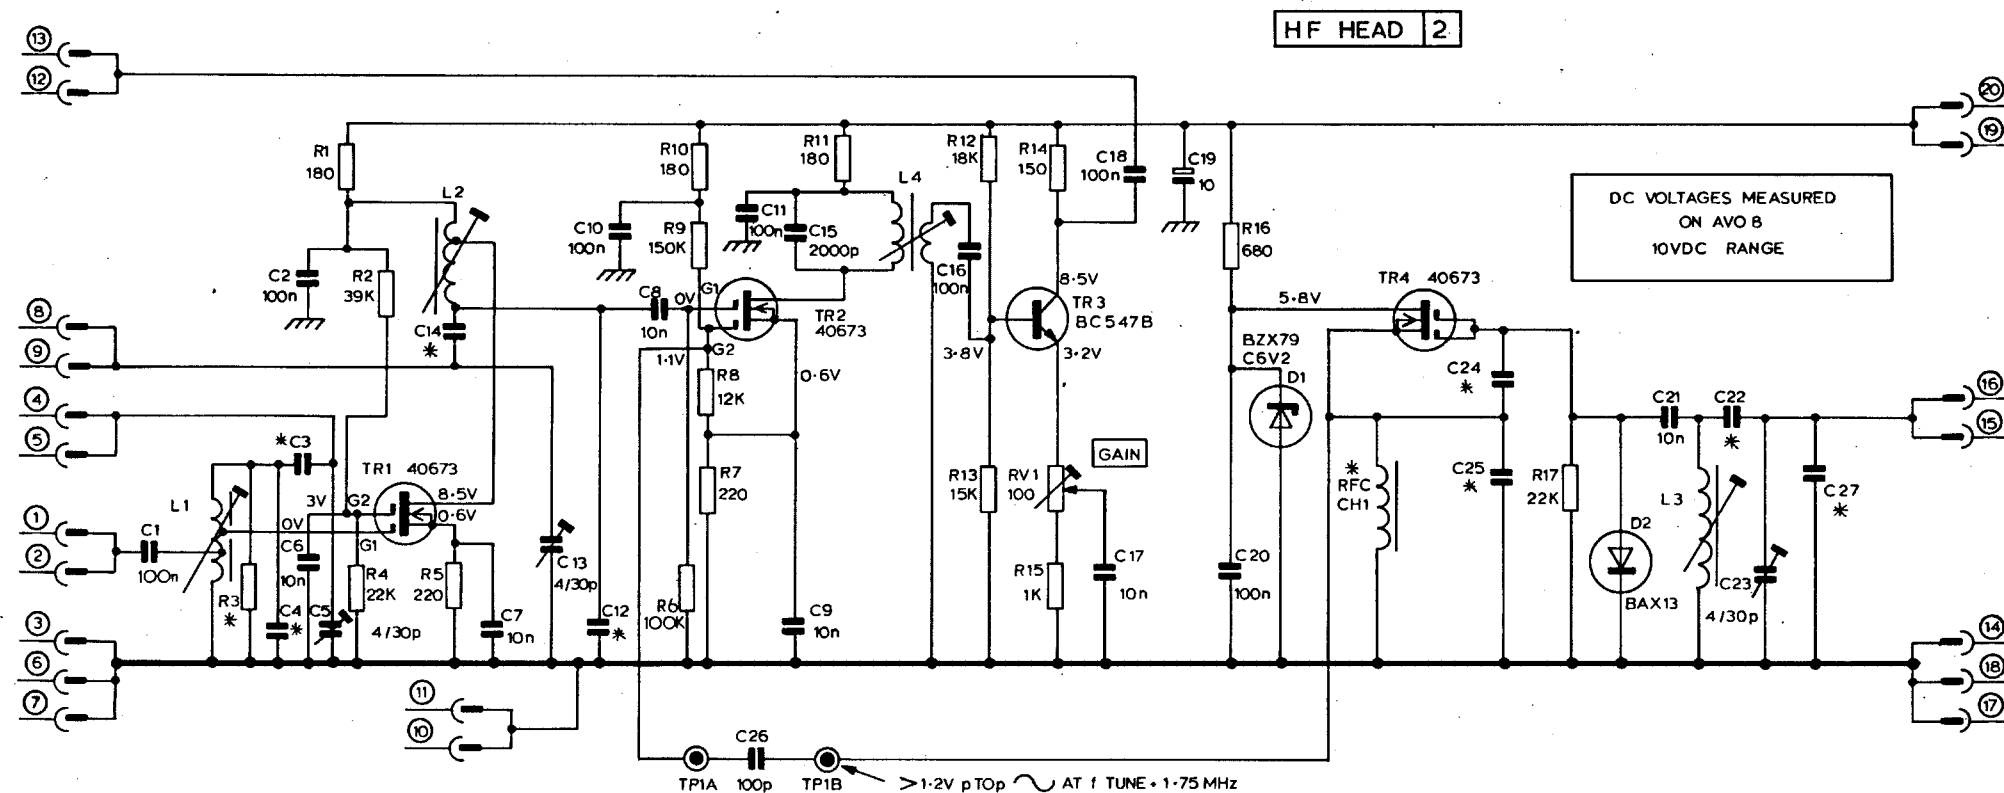 HF HEAD 2
13
12
20
19
R1
180
R10
180
R11
180
R12
18K
R14
150
C18
100n
C19
10
L2
L4
DC VOLTAGES MEASURED
ON AVO 8
10VDC RANGE
C2
100n
R2
39K
C10
100n
R9
150K
C11
100n
C15
2000p
C16
100n
R16
680
TR4 40673
5.8V
8
9
C14
*
C8
10n
0V
G1
TR2
40673
G2
1.1V
8.5V
TR3
BC547B
3.8V
3.2V
BZX79
C6V2
D1
C24
*
R8
12K
0.6V
4
5
*C3
TR1 40673
8.5V
0.6V
3V
G2
0V
G1
R7
220
R13
15K
RV1
100
GAIN
*
RFC
CH1
C25
*
R17
22K
C21
10n
C22
*
16
15
L3
C27
*
1
2
C1
100n
L1
C6
10n
R3
*
C4
*
C5
4/30p
R4
22K
R5
220
C7
10n
C13
4/30p
C12
*
R6
100K
C9
10n
R15
1K
C17
10n
C20
100n
D2
BAX13
C23
4/30p
3
6
7
14
18
17
11
10
TP1A
C26
100p
TP1B
>1.2V p TO p AT f TUNE + 1.75 MHz